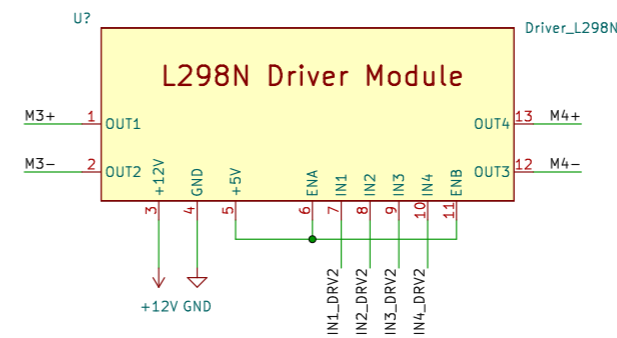 U?
Driver_L298N
L298N Driver Module
M3+ 1 OUT1
OUT4 13 M4+
M3- 2 OUT2
OUT3 12 M4-
+12V GND +5V ENA IN1 IN2 IN3 IN4 ENB
3 4 5 6 7 8 9 10 11
IN1_DRV2 IN2_DRV2 IN3_DRV2 IN4_DRV2
+12V GND